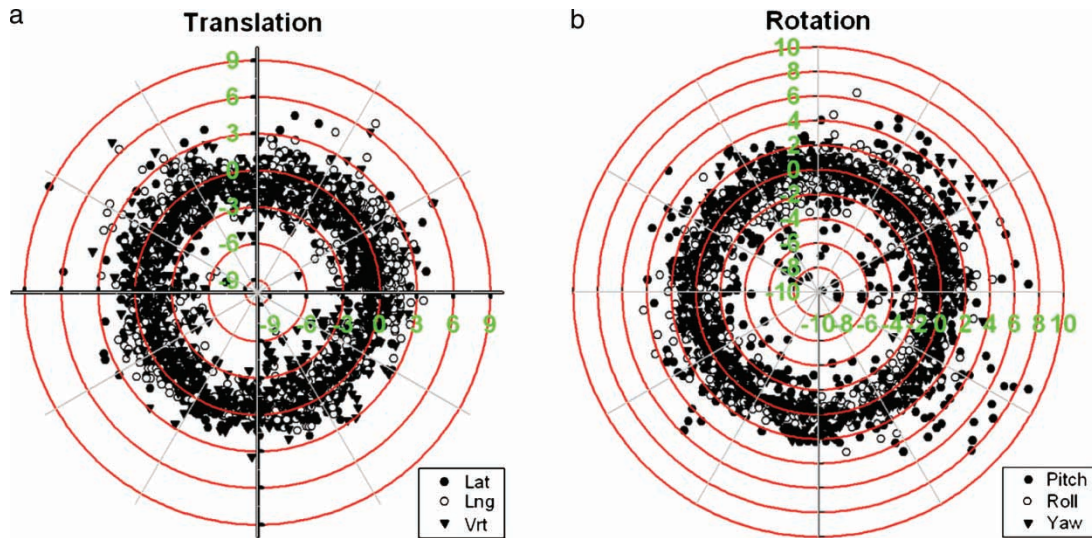 a
Translation
9
6
3
0
3
-6
-9
-9 -6 -3 0 3 6 9
Lat
Lng
Vrt
b
Rotation
10
8
6
4
2
0
2
-4
-6
-8
-10
-10 -8 -6 -4 -2 0 2 4 6 8 10
Pitch
Roll
Yaw